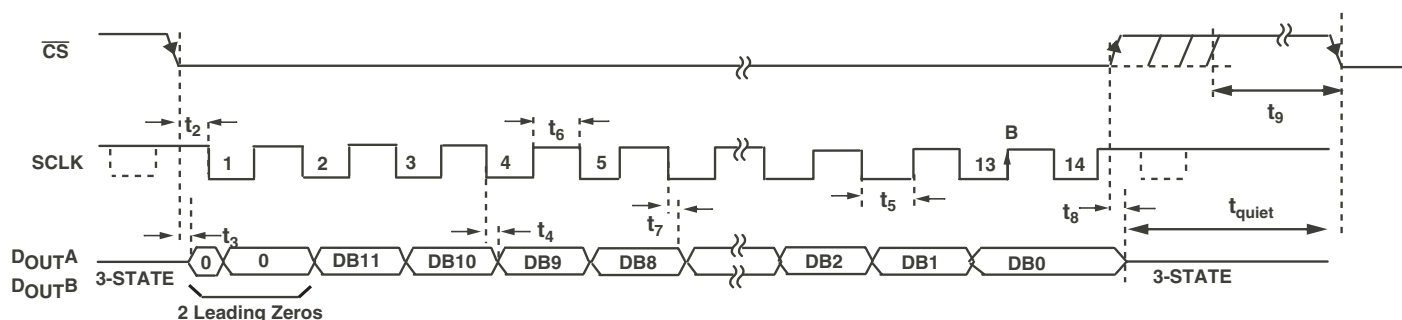 CS
t9
t2
t6
B
SCLK
1
2
3
4
5
13
14
t5
t8
tquiet
t3
t4
t7
DOUTA
DOUTB
3-STATE
0
0
DB11
DB10
DB9
DB8
DB2
DB1
DB0
3-STATE
2 Leading Zeros